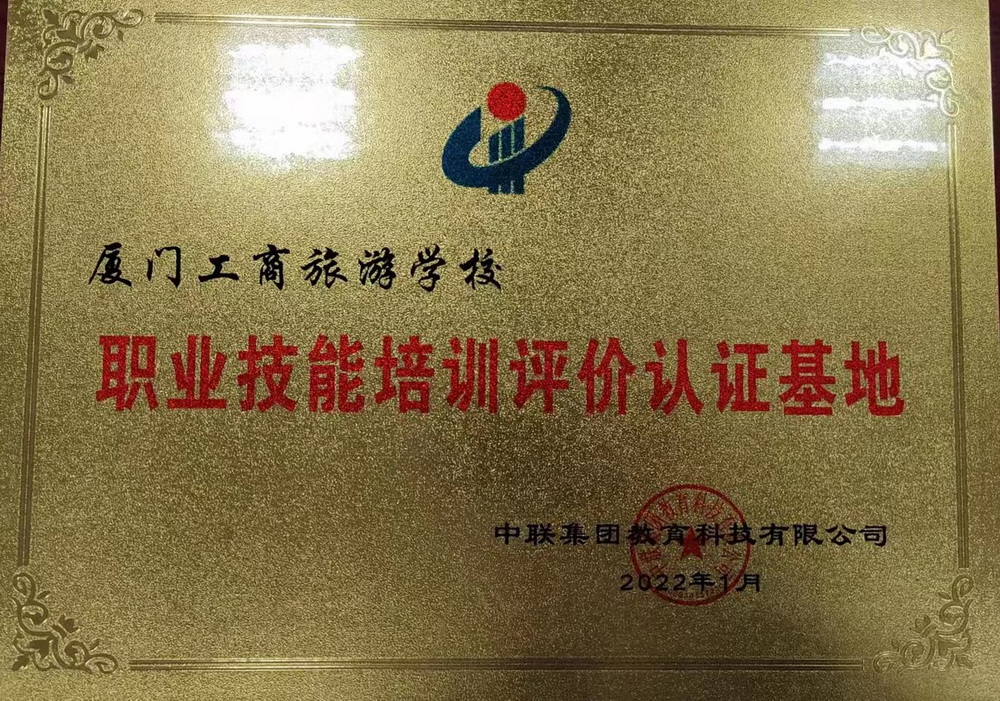 厦门工商旅游学校
职业技能培训评价认证基地
中联集团教育科技有限公司
2022年1月